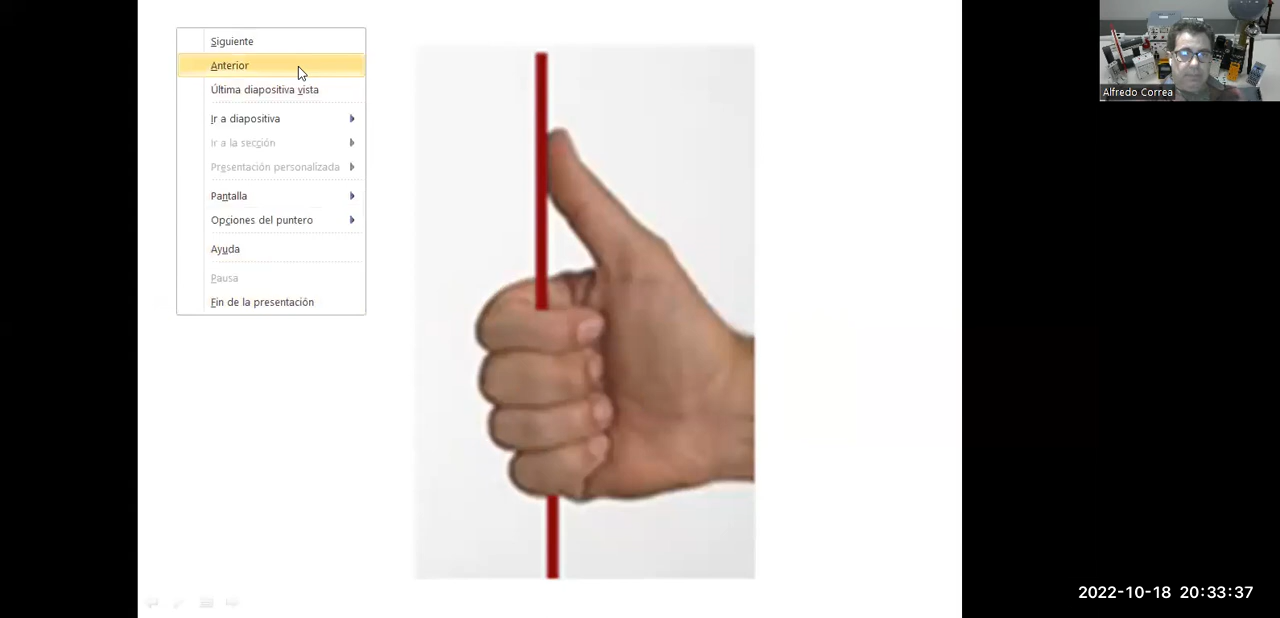 Siguiente
Anterior
Última diapositiva vista
Ir a diapositiva
Ir a la sección
Presentación personalizada
Pantalla
Opciones del puntero
Ayuda
Pausa
Fin de la presentación
Alfredo Correa
2022-10-18 20:33:37